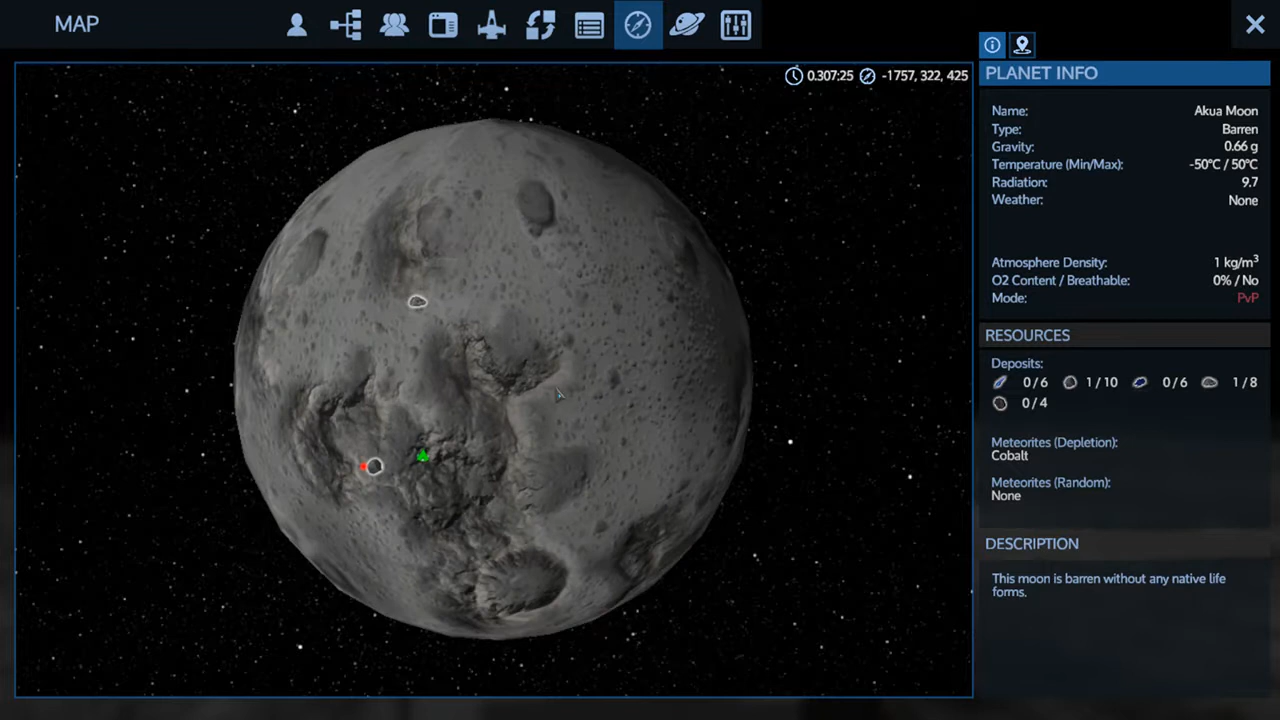 MAP
0.307:25 -1757, 322, 425
PLANET INFO
Name: Akua Moon
Type: Barren
Gravity: 0.66 g
Temperature (Min/Max): -50°C / 50°C
Radiation: 9.7
Weather: None
Atmosphere Density: 1 kg/m³
O2 Content / Breathable: 0% / No
Mode: PvP
RESOURCES
Deposits:
0/6 1/10 0/6 1/8
0/4
Meteorites (Depletion):
Cobalt
Meteorites (Random):
None
DESCRIPTION
This moon is barren without any native life
forms.